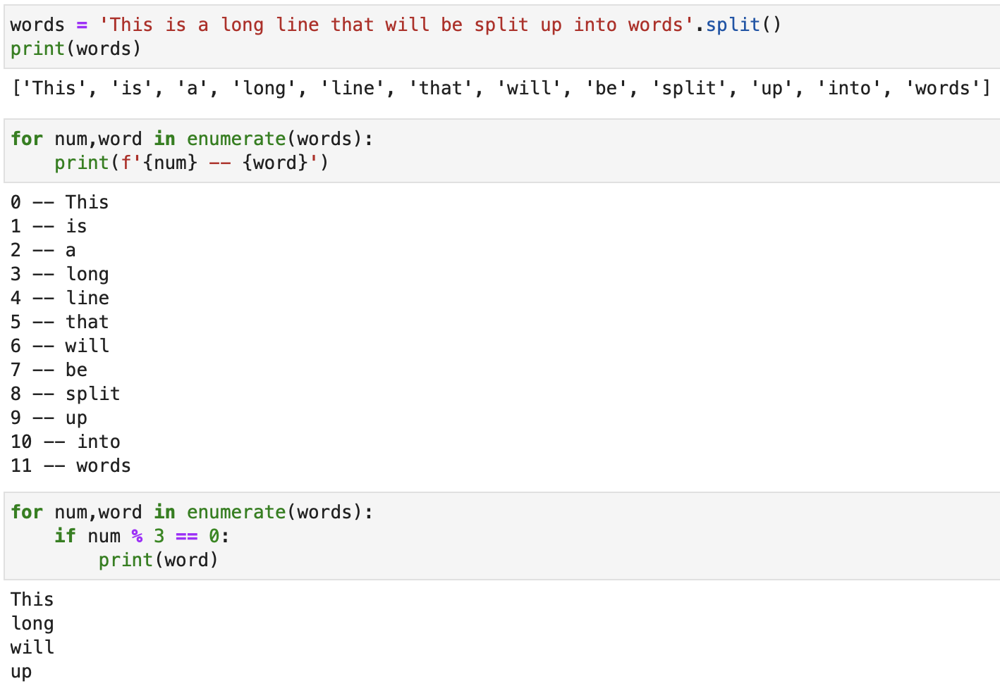 words = 'This is a long line that will be split up into words'.split()
print(words)
['This', 'is', 'a', 'long', 'line', 'that', 'will', 'be', 'split', 'up', 'into', 'words']
for num,word in enumerate(words):
    print(f'{num} -- {word}')
0 -- This
1 -- is
2 -- a
3 -- long
4 -- line
5 -- that
6 -- will
7 -- be
8 -- split
9 -- up
10 -- into
11 -- words
for num,word in enumerate(words):
    if num % 3 == 0:
        print(word)
This
long
will
up